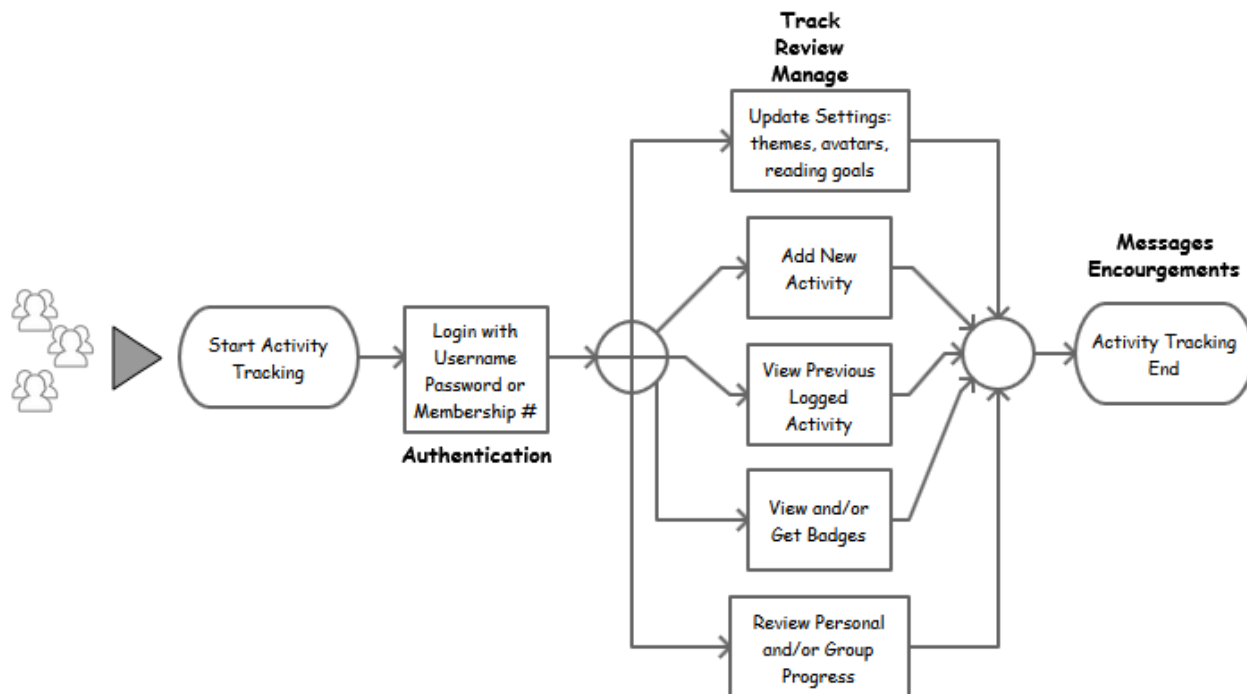 Track
Review
Manage
Update Settings:
themes, avatars,
reading goals
Add New
Activity
Messages
Encourgements
Start Activity
Tracking
Login with
Username
Password or
Membership #
Authentication
View Previous
Logged
Activity
Activity Tracking
End
View and/or
Get Badges
Review Personal
and/or Group
Progress